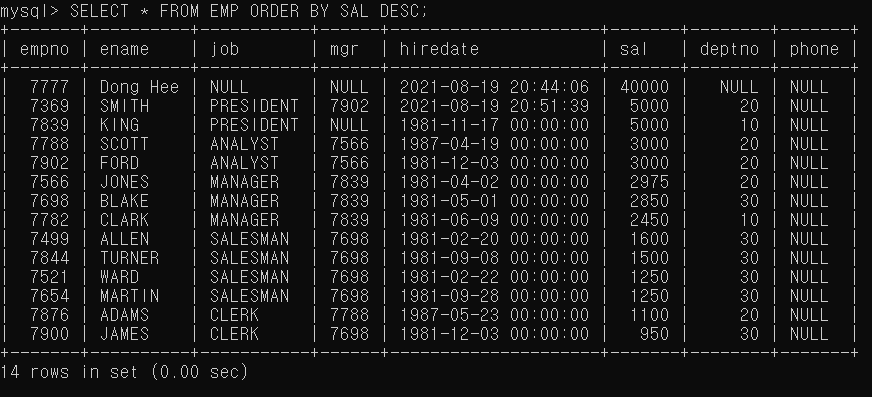 mysql> SELECT * FROM EMP ORDER BY SAL DESC;
+-------+----------+-----------+------+---------------------+-------+--------+-------+
| empno | ename    | job       | mgr  | hiredate            | sal   | deptno | phone |
+-------+----------+-----------+------+---------------------+-------+--------+-------+
|  7777 | Dong Hee | NULL      | NULL | 2021-08-19 20:44:06 | 40000 |   NULL | NULL  |
|  7369 | SMITH    | PRESIDENT | 7902 | 2021-08-19 20:51:39 |  5000 |     20 | NULL  |
|  7839 | KING     | PRESIDENT | NULL | 1981-11-17 00:00:00 |  5000 |     10 | NULL  |
|  7788 | SCOTT    | ANALYST   | 7566 | 1987-04-19 00:00:00 |  3000 |     20 | NULL  |
|  7902 | FORD     | ANALYST   | 7566 | 1981-12-03 00:00:00 |  3000 |     20 | NULL  |
|  7566 | JONES    | MANAGER   | 7839 | 1981-04-02 00:00:00 |  2975 |     20 | NULL  |
|  7698 | BLAKE    | MANAGER   | 7839 | 1981-05-01 00:00:00 |  2850 |     30 | NULL  |
|  7782 | CLARK    | MANAGER   | 7839 | 1981-06-09 00:00:00 |  2450 |     10 | NULL  |
|  7499 | ALLEN    | SALESMAN  | 7698 | 1981-02-20 00:00:00 |  1600 |     30 | NULL  |
|  7844 | TURNER   | SALESMAN  | 7698 | 1981-09-08 00:00:00 |  1500 |     30 | NULL  |
|  7521 | WARD     | SALESMAN  | 7698 | 1981-02-22 00:00:00 |  1250 |     30 | NULL  |
|  7654 | MARTIN   | SALESMAN  | 7698 | 1981-09-28 00:00:00 |  1250 |     30 | NULL  |
|  7876 | ADAMS    | CLERK     | 7788 | 1987-05-23 00:00:00 |  1100 |     20 | NULL  |
|  7900 | JAMES    | CLERK     | 7698 | 1981-12-03 00:00:00 |   950 |     30 | NULL  |
+-------+----------+-----------+------+---------------------+-------+--------+-------+
14 rows in set (0.00 sec)